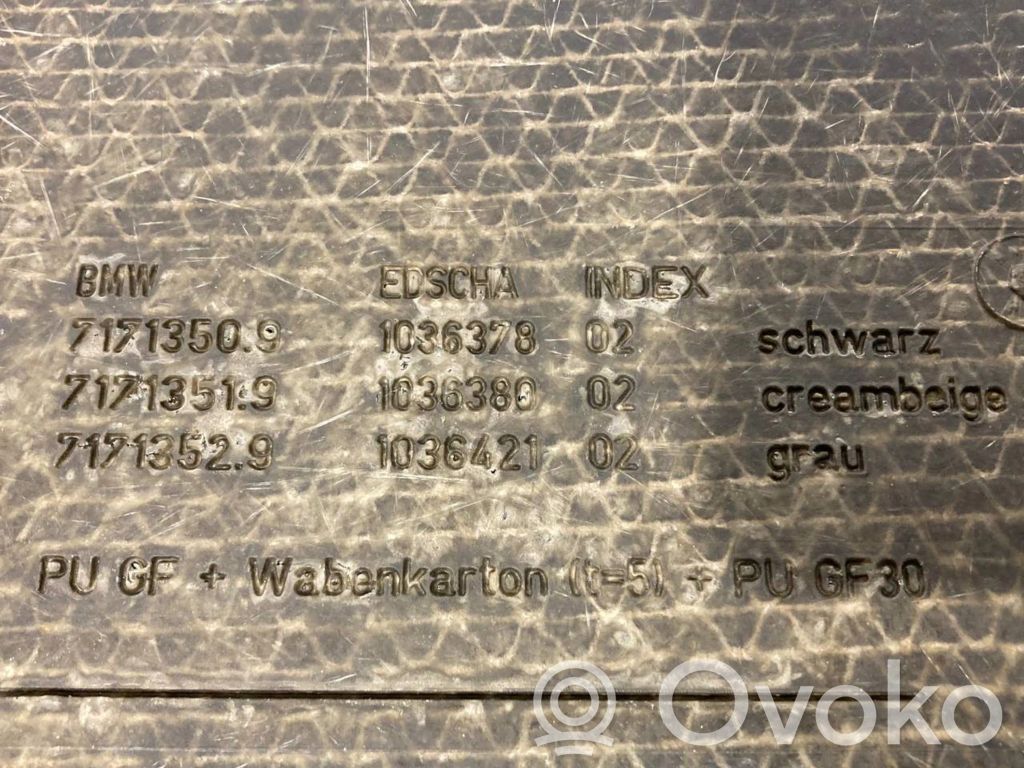 BMW EDSCHA INDEX
7171350.9 1036378 02 schwarz
7171351.9 1036380 02 creambeige
7171352.9 1036421 02 grau
PU GF + Wabenkarton (t=5) + PU GF30
Ovoko